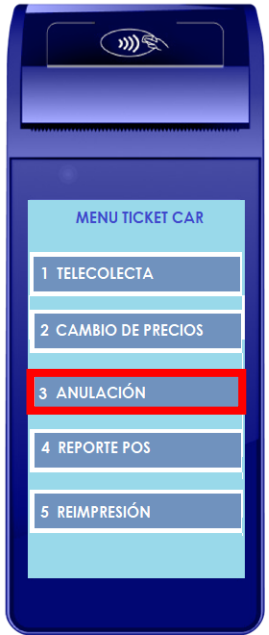 MENU TICKET CAR
1 TELECOLECTA
2 CAMBIO DE PRECIOS
3 ANULACIÓN
4 REPORTE POS
5 REIMPRESIÓN